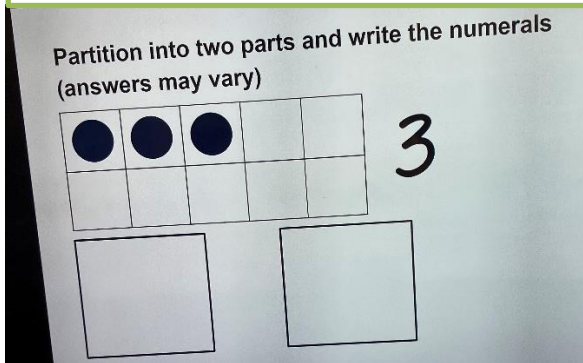 Partition into two parts and write the numerals
(answers may vary)
3